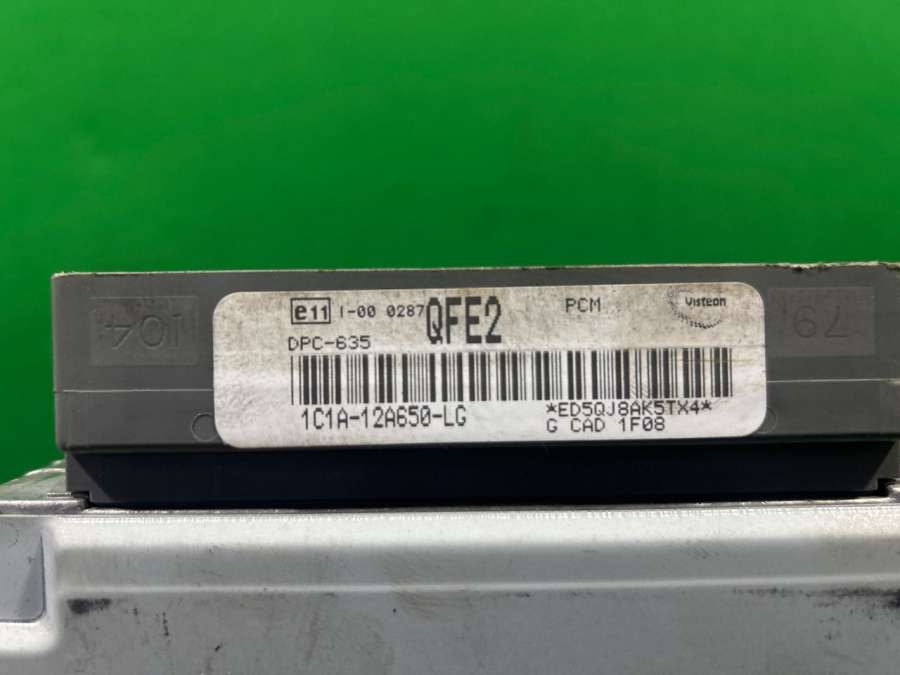 e11 I-00 0287 QFE2 PCM Visteon
DPC-635
1C1A-12A650-LG *ED5QJ8AK5TX4*
G CAD 1F08
104
79